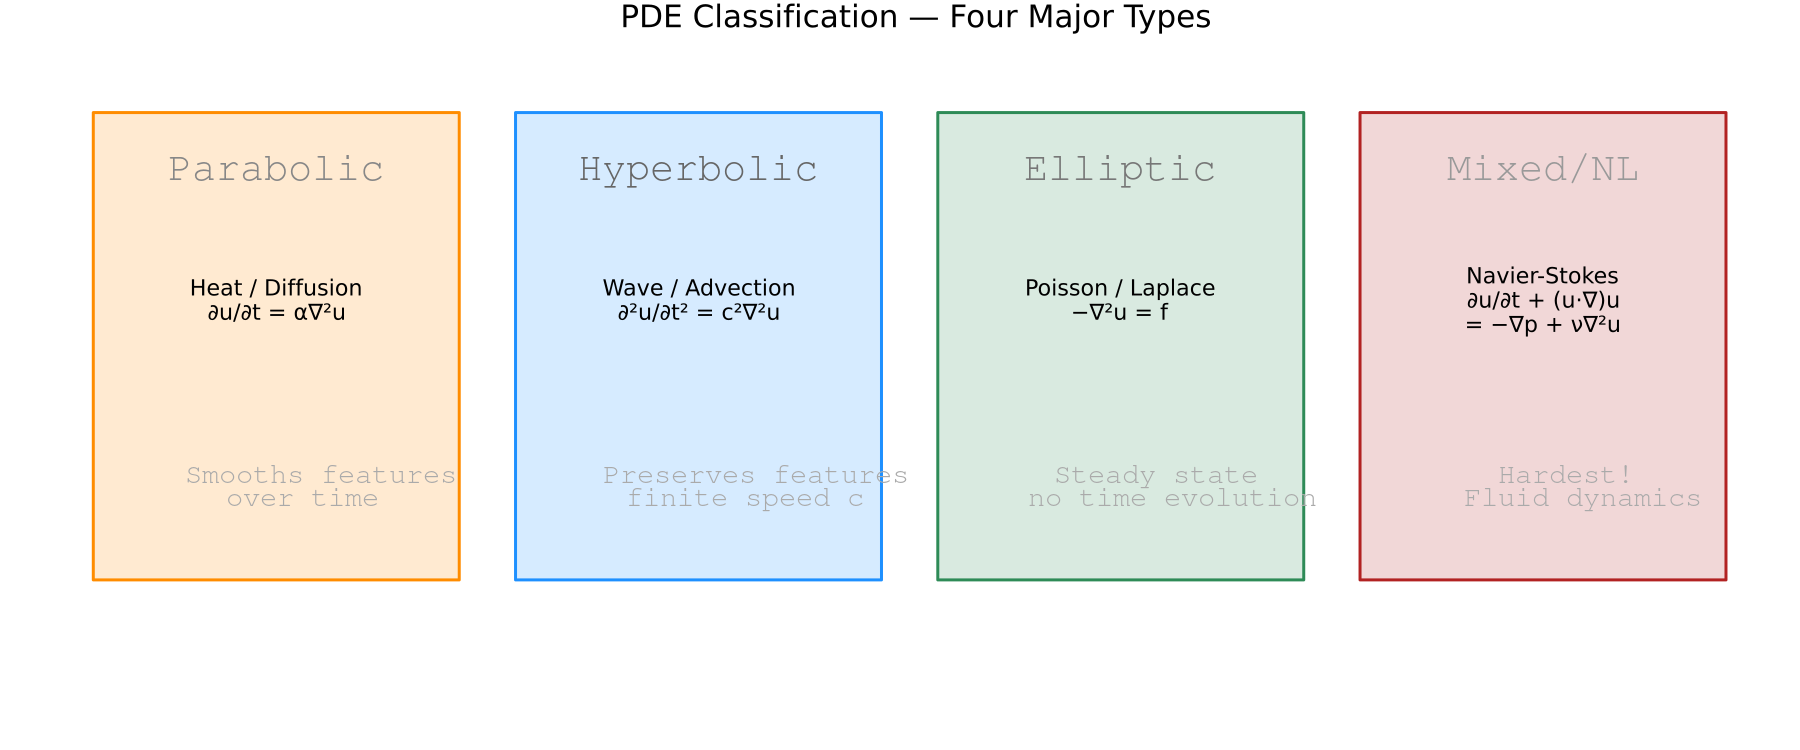 PDE Classification — Four Major Types
Parabolic
Heat / Diffusion
∂u/∂t = α∇²u
Smooths features
over time
Hyperbolic
Wave / Advection
∂²u/∂t² = c²∇²u
Preserves features
finite speed c
Elliptic
Poisson / Laplace
−∇²u = f
Steady state
no time evolution
Mixed/NL
Navier-Stokes
∂u/∂t + (u·∇)u
= −∇p + ν∇²u
Hardest!
Fluid dynamics